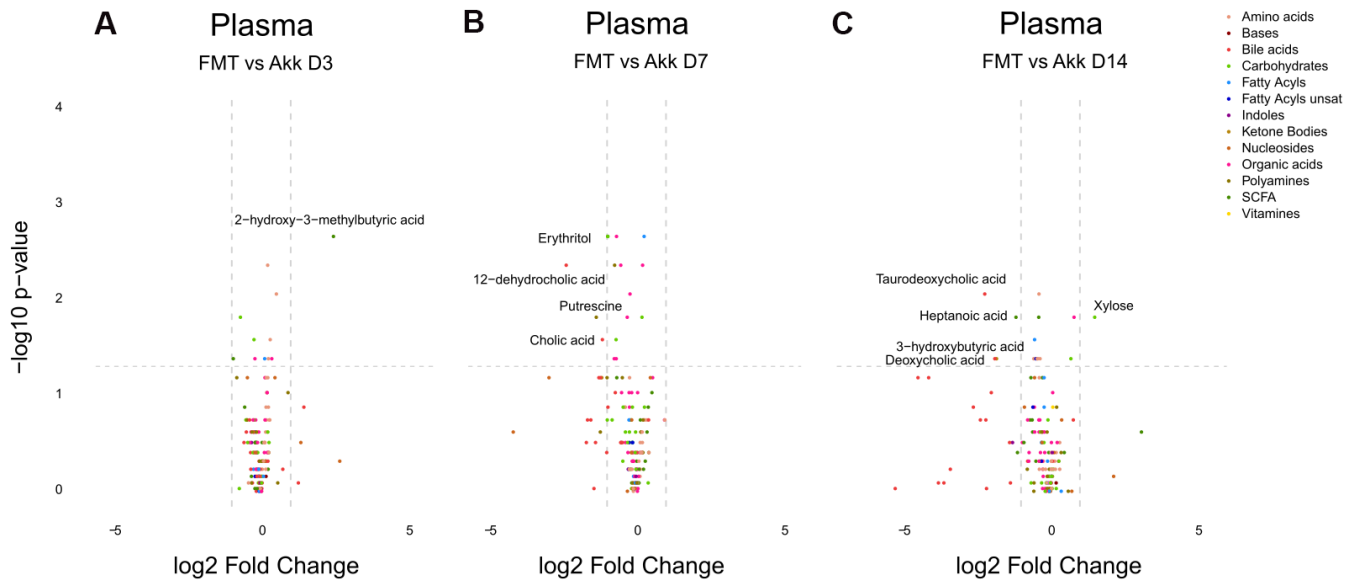 A
Plasma
FMT vs Akk D3
B
Plasma
FMT vs Akk D7
C
Plasma
FMT vs Akk D14
Amino acids
Bases
Bile acids
Carbohydrates
Fatty Acyls
Fatty Acyls unsat
Indoles
Ketone Bodies
Nucleosides
Organic acids
Polyamines
SCFA
Vitamines
−log10 p−value
4
3
2
1
0
2−hydroxy−3−methylbutyric acid
-5
0
5
log2 Fold Change
Erythritol
12-dehydrocholic acid
Putrescine
Cholic acid
-5
0
5
log2 Fold Change
Taurodeoxycholic acid
Heptanoic acid
Xylose
3-hydroxybutyric acid
Deoxycholic acid
-5
0
5
log2 Fold Change